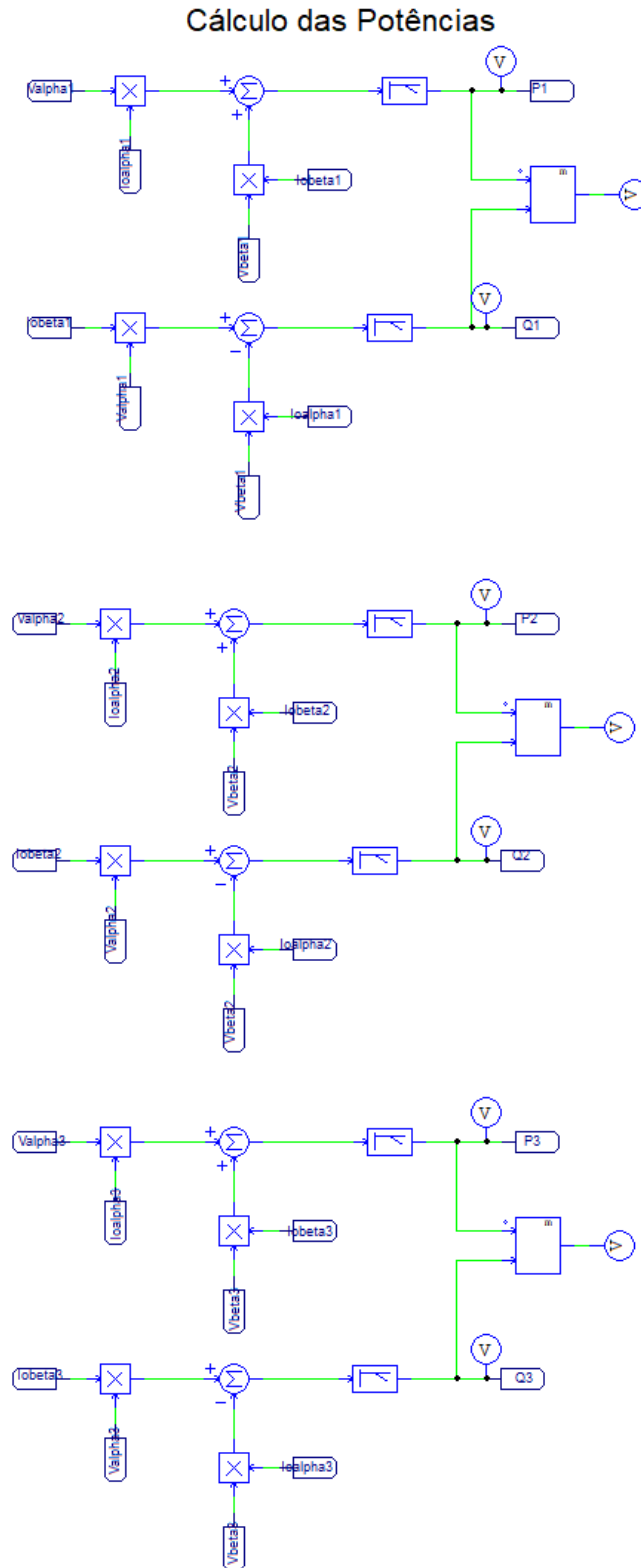 Cálculo das Potências
V
Valpha1
P1
Ioalpha1
m
Iobeta1
V
Vbeta1
V
Iobeta1
Q1
Valpha1
Ioalpha1
Vbeta1
V
Valpha2
P2
Ioalpha2
m
Iobeta2
V
Vbeta2
V
Iobeta2
Q2
Valpha2
Ioalpha2
Vbeta2
V
Valpha3
P3
Ioalpha3
m
Iobeta3
V
Vbeta3
V
Iobeta3
Q3
Valpha3
Ioalpha3
Vbeta3